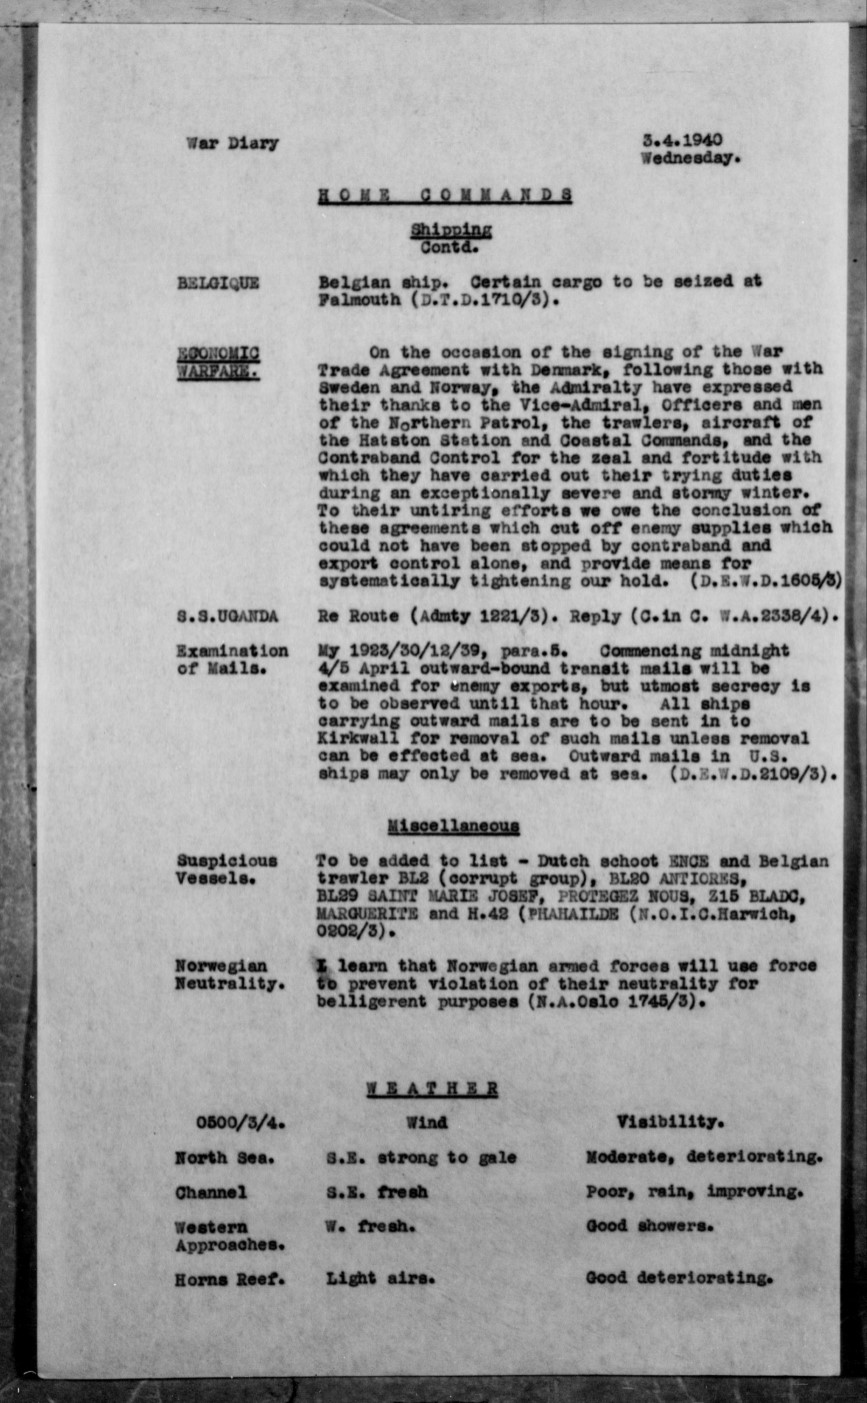 War Diary 3.4.1940
Wednesday.
HOME COMMANDS
Shipping
Contd.
BELGIQUE Belgian ship. Certain cargo to be seized at
Falmouth (D.T.D.1710/3).
ECONOMIC On the occasion of the signing of the War
WARFARE. Trade Agreement with Denmark, following those with
Sweden and Norway, the Admiralty have expressed
their thanks to the Vice-Admiral, Officers and men
of the Northern Patrol, the trawlers, aircraft of
the Hatston Station and Coastal Commands, and the
Contraband Control for the zeal and fortitude with
which they have carried out their trying duties
during an exceptionally severe and stormy winter.
To their untiring efforts we owe the conclusion of
these agreements which cut off enemy supplies which
could not have been stopped by contraband and
export control alone, and provide means for
systematically tightening our hold. (D.E.W.D.1605/3)
S.S.UGANDA Re Route (Admty 1221/3). Reply (C.in C. W.A.2338/4).
Examination My 1923/30/12/39, para.5. Commencing midnight
of Mails. 4/5 April outward-bound transit mails will be
examined for enemy exports, but utmost secrecy is
to be observed until that hour. All ships
carrying outward mails are to be sent in to
Kirkwall for removal of such mails unless removal
can be effected at sea. Outward mails in U.S.
ships may only be removed at sea. (D.E.W.D.2109/3).
Miscellaneous
Suspicious To be added to list - Dutch schoot ENCE and Belgian
Vessels. trawler BL2 (corrupt group), BL20 ANTICRES,
BL29 SAINT MARIE JOSEF, PROTEGEZ NOUS, Z15 BLADC,
MARGUERITE and H.42 (PHAHAILDE (N.O.I.C.Harwich,
0202/3).
Norwegian I learn that Norwegian armed forces will use force
Neutrality. to prevent violation of their neutrality for
belligerent purposes (N.A.Oslo 1745/3).
WEATHER
0500/3/4. Wind Visibility.
North Sea. S.E. strong to gale Moderate, deteriorating.
Channel S.E. fresh Poor, rain, improving.
Western W. fresh. Good showers.
Approaches.
Horns Reef. Light airs. Good deteriorating.